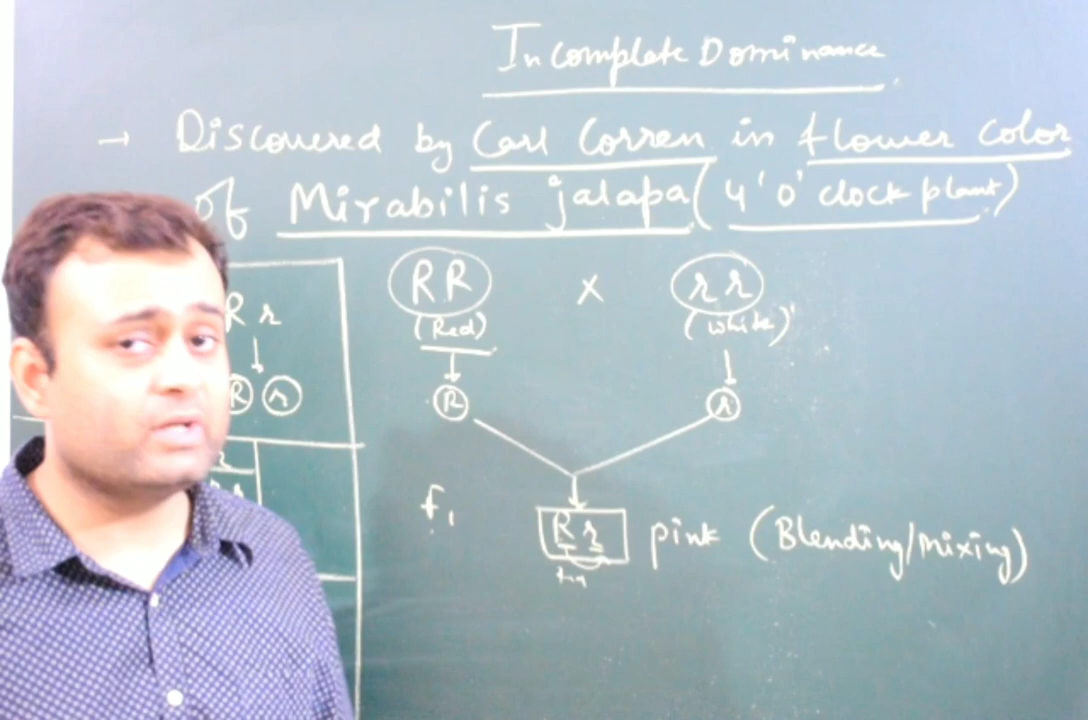 Incomplete Dominance
→ Discovered by Carl Corren in flower color
of Mirabilis jalapa (4 'o' clock plant)
RR x rr
(Red) (white)
R r
R r
R r
f1 Rr pink (Blending/mixing)